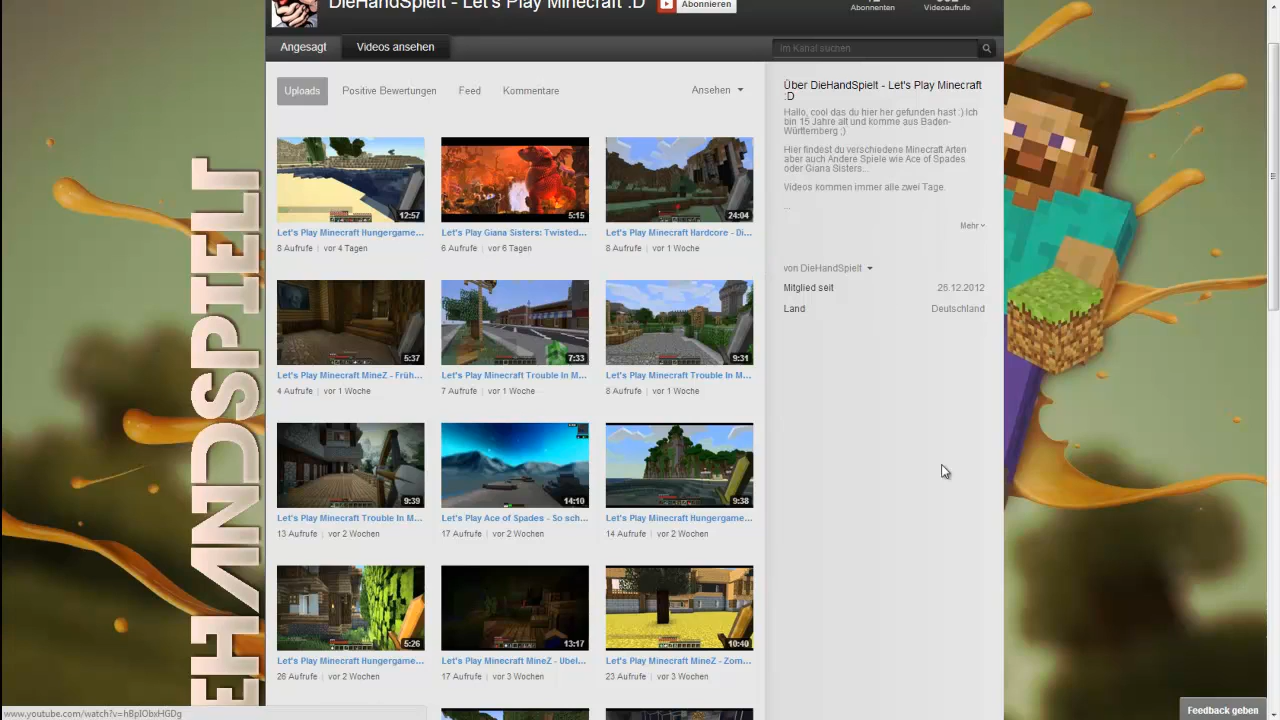 DieHandSpielt - Let's Play Minecraft :D
Abonnieren
Abonnenten
Videoaufrufe
Angesagt
Videos ansehen
Im Kanal suchen
Uploads
Positive Bewertungen
Feed
Kommentare
Ansehen
12:57
5:15
24:04
Let's Play Minecraft Hungergame...
Let's Play Giana Sisters: Twisted...
Let's Play Minecraft Hardcore - Di...
8 Aufrufe | vor 4 Tagen
6 Aufrufe | vor 6 Tagen
8 Aufrufe | vor 1 Woche
5:37
7:33
9:31
Let's Play Minecraft MineZ - Früh...
Let's Play Minecraft Trouble In M...
Let's Play Minecraft Trouble In M...
4 Aufrufe | vor 1 Woche
7 Aufrufe | vor 1 Woche
8 Aufrufe | vor 1 Woche
9:39
14:10
9:38
Let's Play Minecraft Trouble In M...
Let's Play Ace of Spades - So sch...
Let's Play Minecraft Hungergame...
13 Aufrufe | vor 2 Wochen
17 Aufrufe | vor 2 Wochen
14 Aufrufe | vor 2 Wochen
5:26
13:17
10:40
Let's Play Minecraft Hungergame...
Let's Play Minecraft MineZ - Übel...
Let's Play Minecraft MineZ - Zom...
26 Aufrufe | vor 2 Wochen
17 Aufrufe | vor 3 Wochen
23 Aufrufe | vor 3 Wochen
Über DieHandSpielt - Let's Play Minecraft
:D
Hallo, cool das du hier her gefunden hast :) Ich
bin 15 Jahre alt und komme aus Baden-
Württemberg ;)
Hier findest du verschiedene Minecraft Arten
aber auch Andere Spiele wie Ace of Spades
oder Giana Sisters...
Videos kommen immer alle zwei Tage.
...
Mehr
von DieHandSpielt
Mitglied seit 26.12.2012
Land Deutschland
EHANDSPIELT
Feedback geben